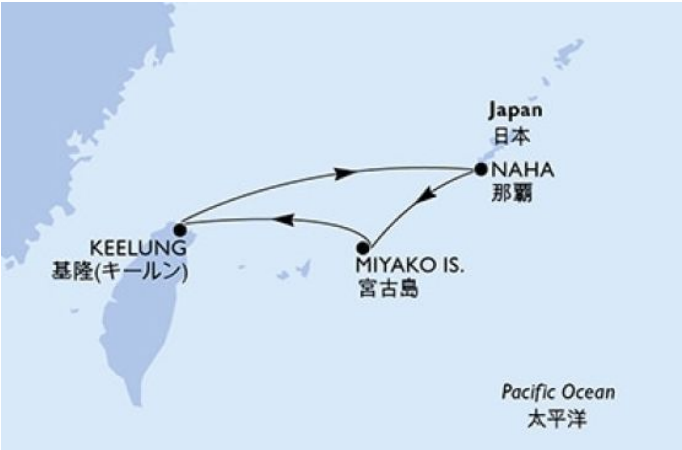 Japan
日本
NAHA
那覇
KEELUNG
基隆(キールン)
MIYAKO IS.
宮古島
Pacific Ocean
太平洋